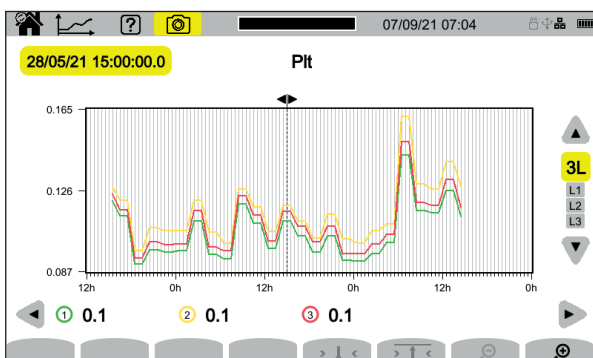 ? 07/09/21 07:04
28/05/21 15:00:00.0 Plt
0.165
0.126
0.087
12h 0h 12h 0h 12h 0h
3L
L1
L2
L3
1 0.1 2 0.1 3 0.1